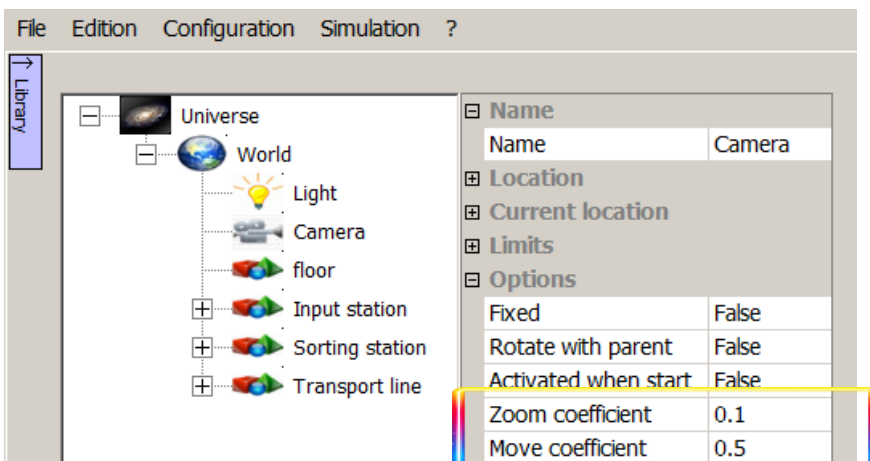 File Edition Configuration Simulation ?
↑ Library
Universe
World
Light
Camera
floor
Input station
Sorting station
Transport line
Name
Name Camera
Location
Current location
Limits
Options
Fixed False
Rotate with parent False
Activated when start False
Zoom coefficient 0.1
Move coefficient 0.5